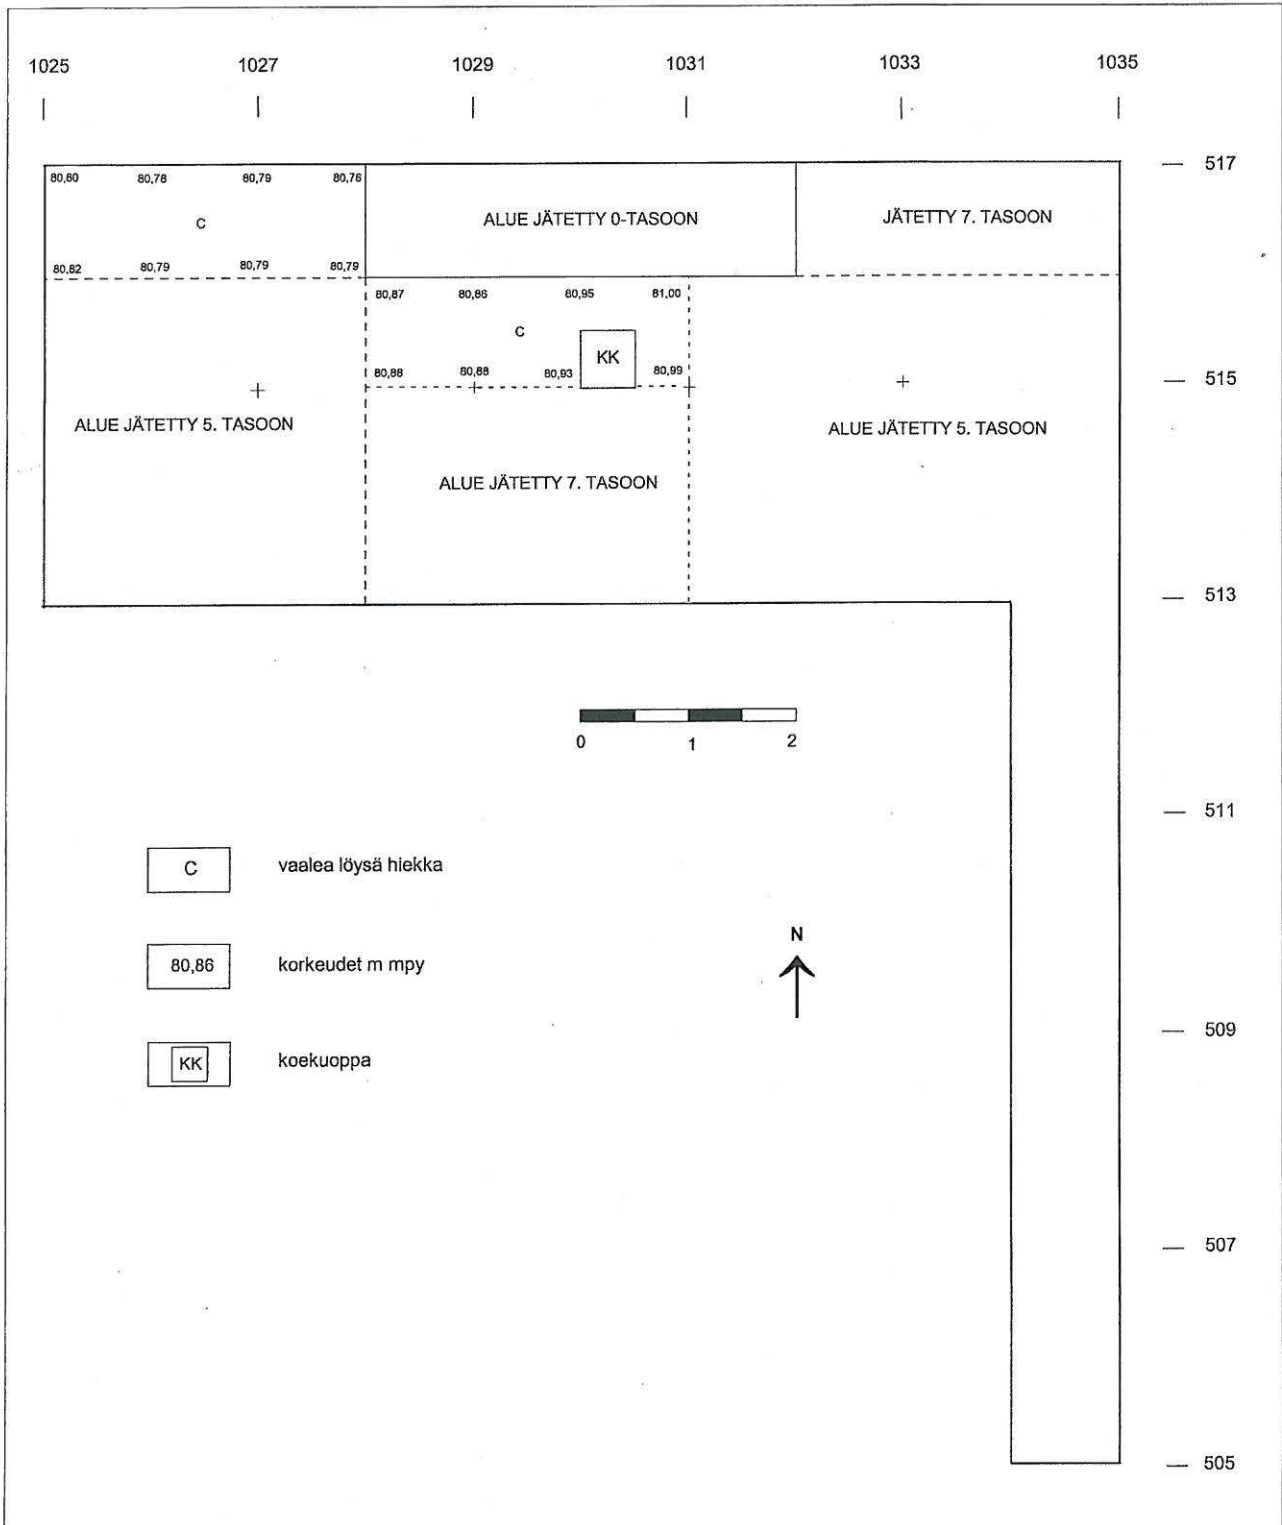 1025 1027 1029 1031 1033 1035
517
80,60 80,78 80,79 80,76
C
ALUE JÄTETTY 0-TASOON
JÄTETTY 7. TASOON
80,82 80,79 80,79 80,79
80,87 80,86 80,95 81,00
C
KK
80,88 80,88 80,93 80,99
515
ALUE JÄTETTY 5. TASOON
ALUE JÄTETTY 5. TASOON
ALUE JÄTETTY 7. TASOON
513
0 1 2
511
C vaalea löysä hiekka
N
80,86 korkeudet m mpy
509
KK koekuoppa
507
505